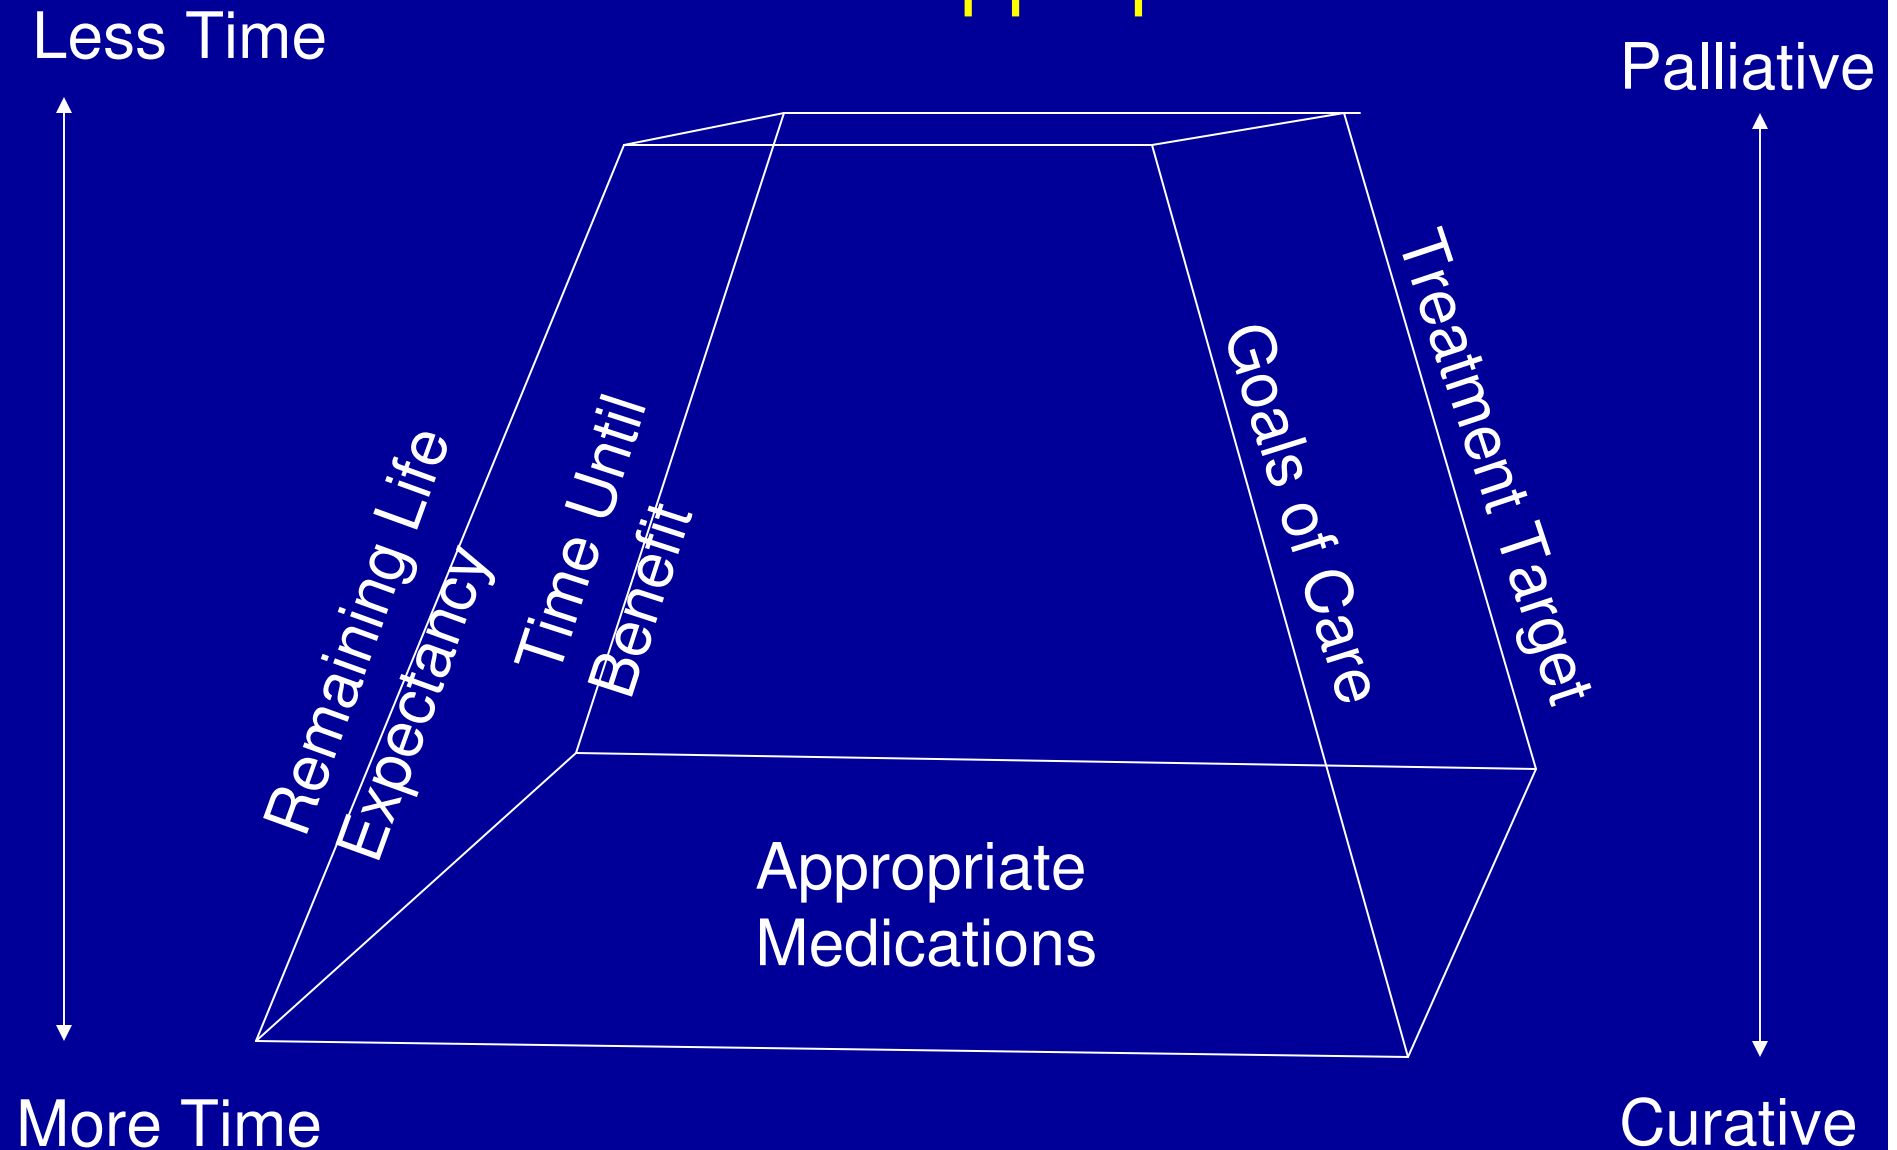 Less Time
Palliative
Remaining Life
Expectancy
Time Until
Benefit
Goals of Care
Treatment Target
Appropriate
Medications
More Time
Curative